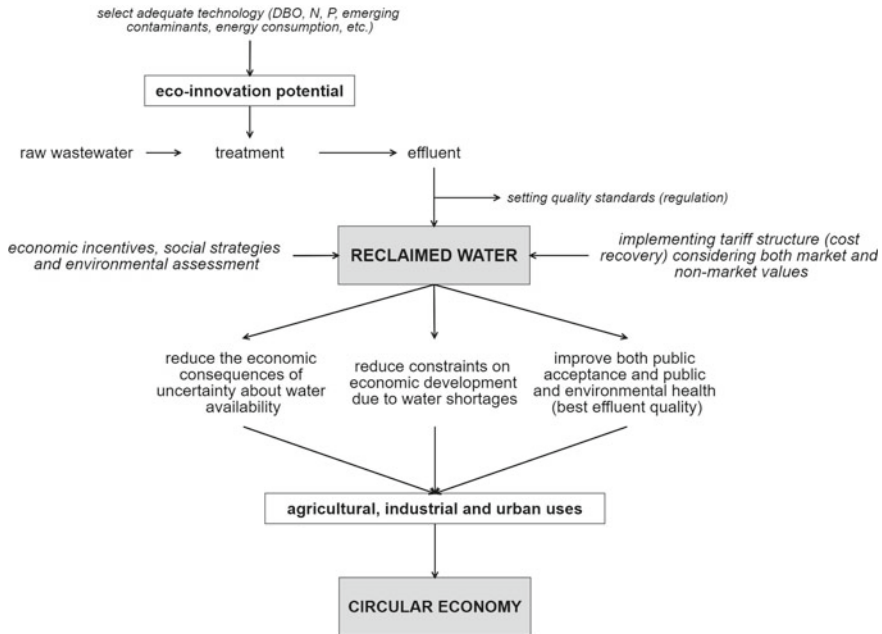 select adequate technology (DBO, N, P, emerging
contaminants, energy consumption, etc.)
eco-innovation potential
raw wastewater
treatment
effluent
setting quality standards (regulation)
economic incentives, social strategies
and environmental assessment
RECLAIMED WATER
implementing tariff structure (cost
recovery) considering both market and
non-market values
reduce the economic
consequences of
uncertainty about water
availability
reduce constraints on
economic development
due to water shortages
improve both public
acceptance and public
and environmental health
(best effluent quality)
agricultural, industrial and urban uses
CIRCULAR ECONOMY